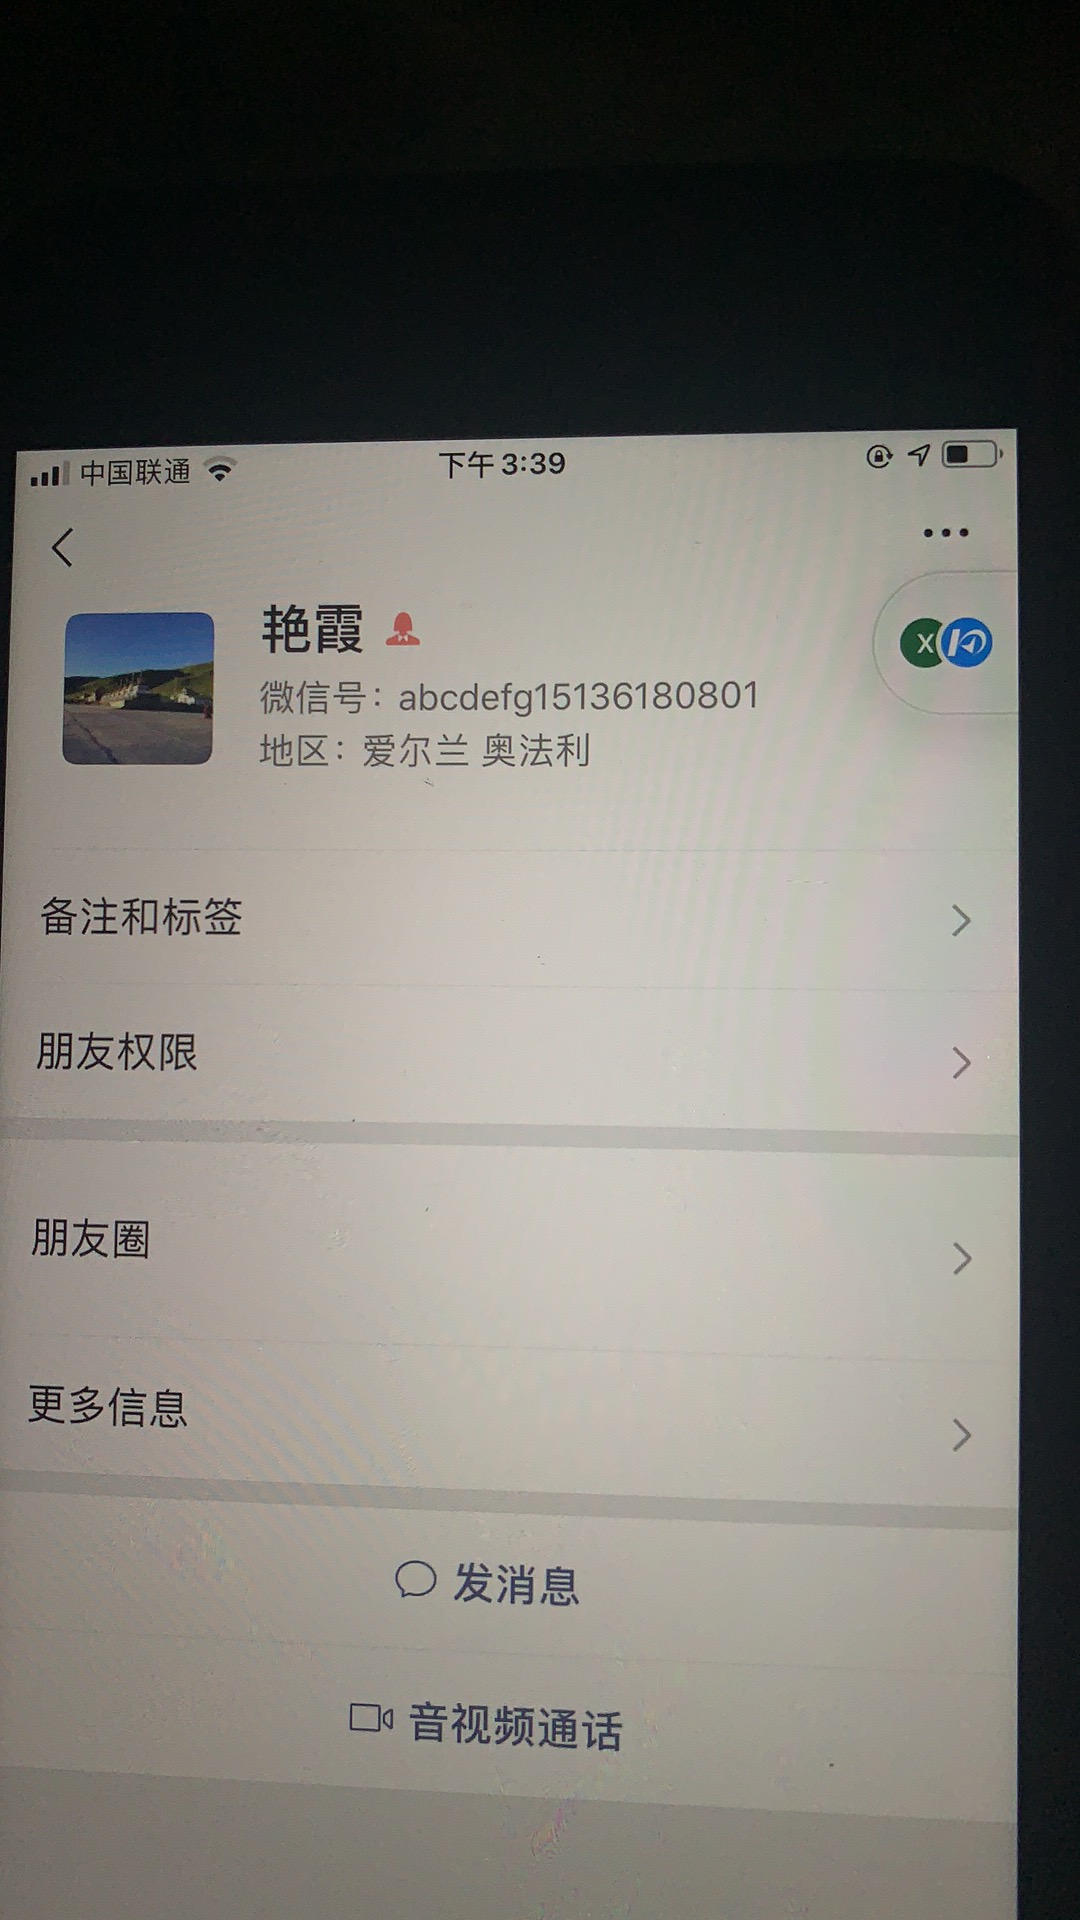 中国联通 下午3:39
艳霞
微信号：abcdefg15136180801
地区：爱尔兰 奥法利
X
备注和标签
朋友权限
朋友圈
更多信息
发消息
音视频通话